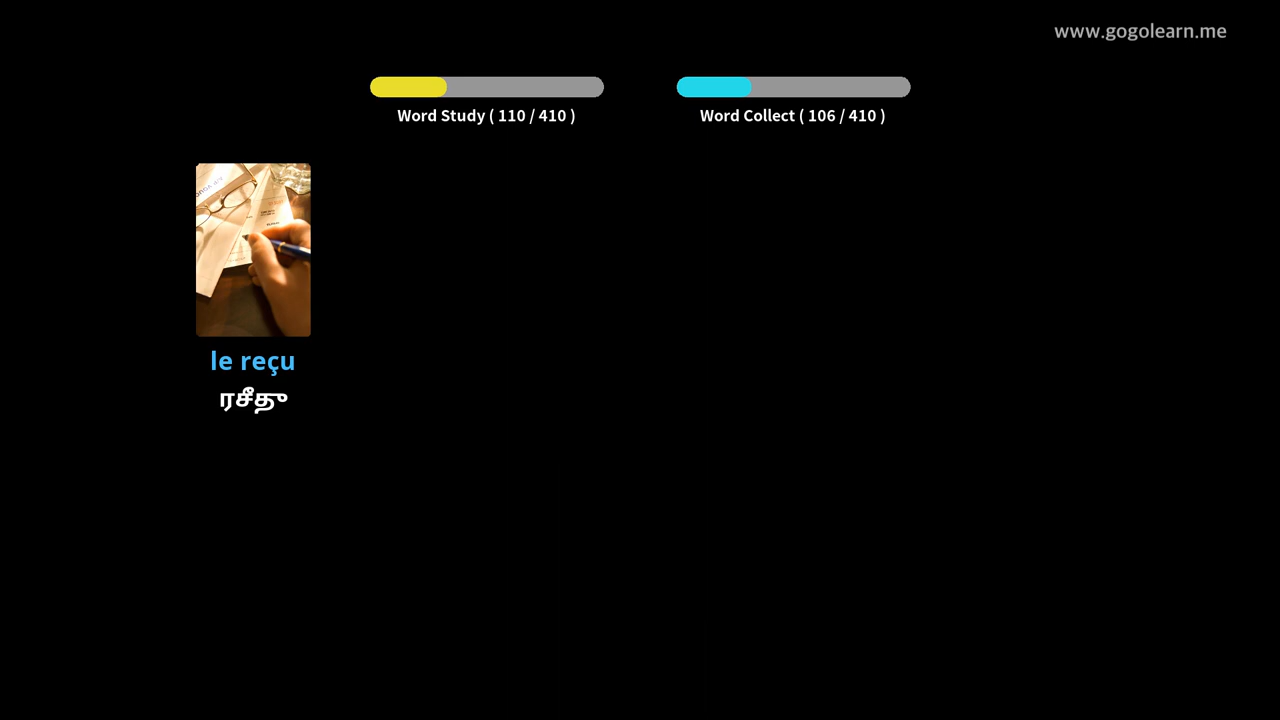 www.gogolearn.me
Word Study ( 110 / 410 )
Word Collect ( 106 / 410 )
le reçu
ரசீது